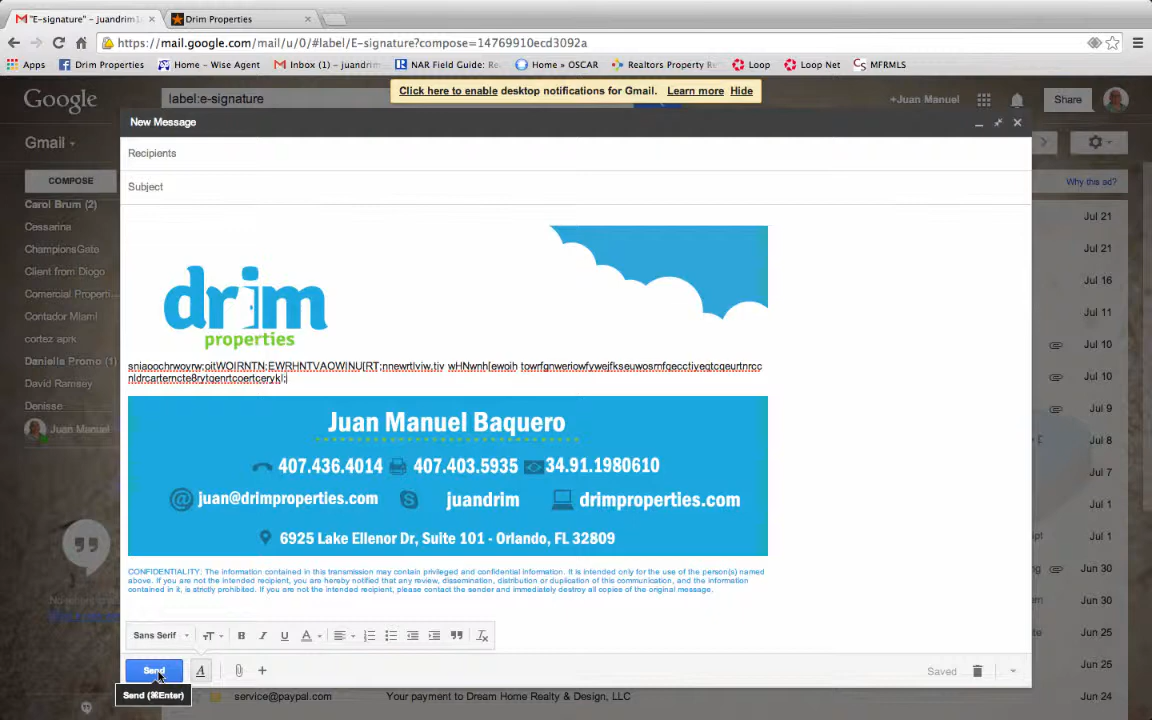 "E-signature" - juandrim1
Drim Properties
https://mail.google.com/mail/u/0/#label/E-signature?compose=14769910ecd3092a
Apps Drim Properties Home - Wise Agent Inbox (1) - juandrim NAR Field Guide: Re Home » OSCAR Realtors Property Re Loop Loop Net MFRMLS
Click here to enable desktop notifications for Gmail. Learn more Hide
Google label:e-signature +Juan Manuel Share
New Message
Gmail
Recipients
COMPOSE Why this ad?
Subject
Carol Brum (2)
Cessarina Jul 21
ChampionsGate Jul 21
Client from Diogo
Comercial Properti... Jul 16
Contador Miami Jul 11
drim
properties
cortez aprk Jul 10
Daniella Promo (1) Jul 10
David Ramsey
Denisse Jul 9
Juan Manuel Jul 8
Juan Manuel Baquero
407.436.4014 407.403.5935 34.91.1980610
Jul 7
juan@drimproperties.com juandrim drimproperties.com
Jul 1
6925 Lake Ellenor Dr, Suite 101 - Orlando, FL 32809
Jul 1
Jun 30
CONFIDENTIALITY: The information contained in this transmission may contain privileged and confidential information. It is intended only for the use of the person(s) named
above. If you are not the intended recipient, you are hereby notified that any review, dissemination, distribution or duplication of this communication, and the information
contained in it, is strictly prohibited. If you are not the intended recipient, please contact the sender and immediately destroy all copies of the original message.
Jun 30
Sans Serif B I U A Jun 25
Send Saved Jun 25
Send (⌘Enter)
service@paypal.com Your payment to Dream Home Realty & Design, LLC Jun 24